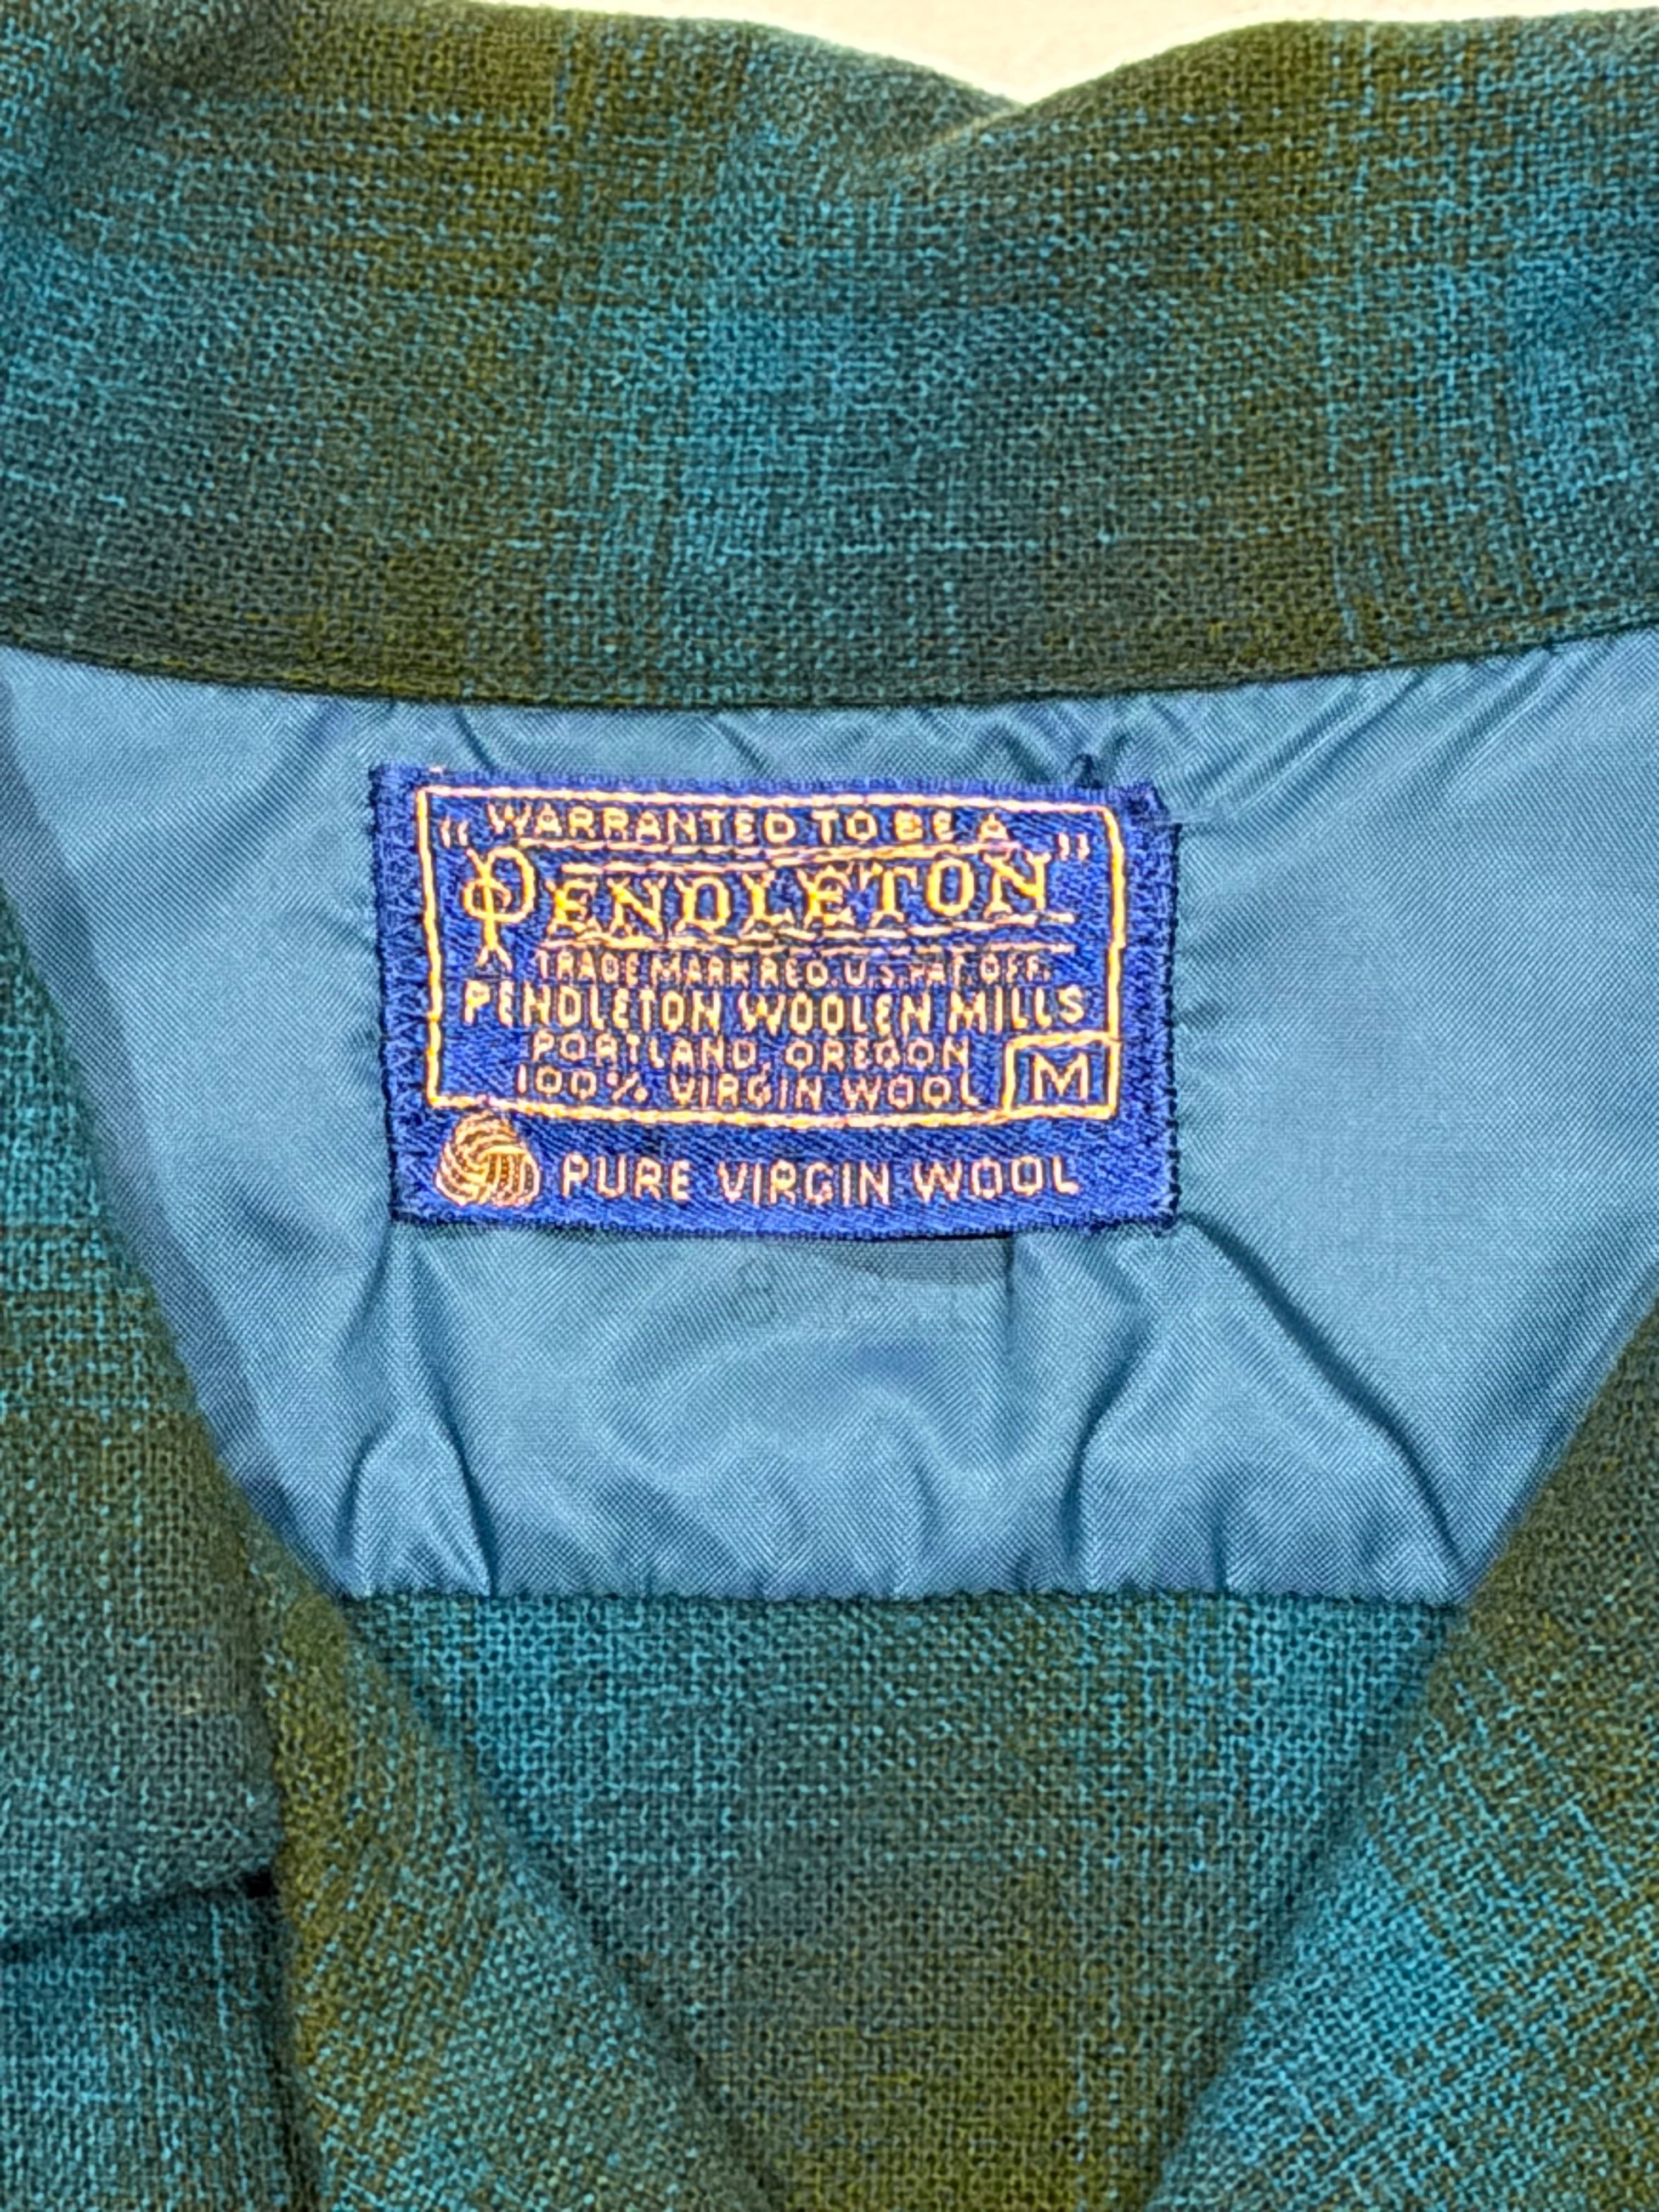 "WARRANTED TO BE A
PENDLETON"
TRADE MARK REG. U.S. PAT. OFF.
PENDLETON WOOLEN MILLS
PORTLAND, OREGON
100% VIRGIN WOOL M
PURE VIRGIN WOOL